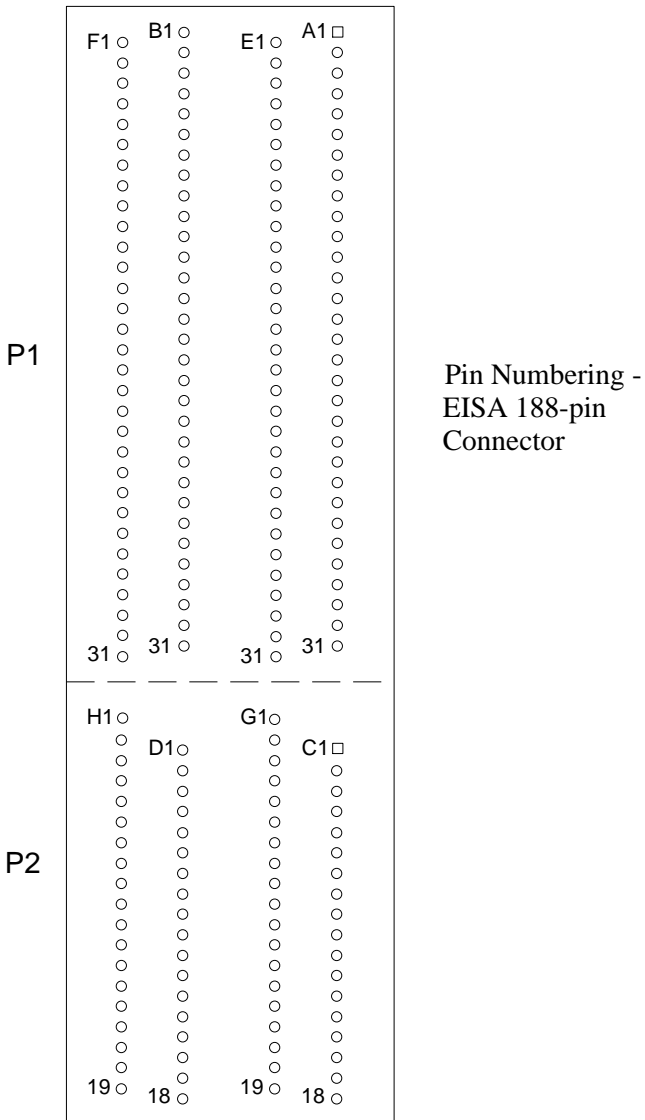 F1 B1 E1 A1
P1
Pin Numbering -
EISA 188-pin
Connector
31 31 31 31
H1 G1
D1 C1
P2
19 18 19 18